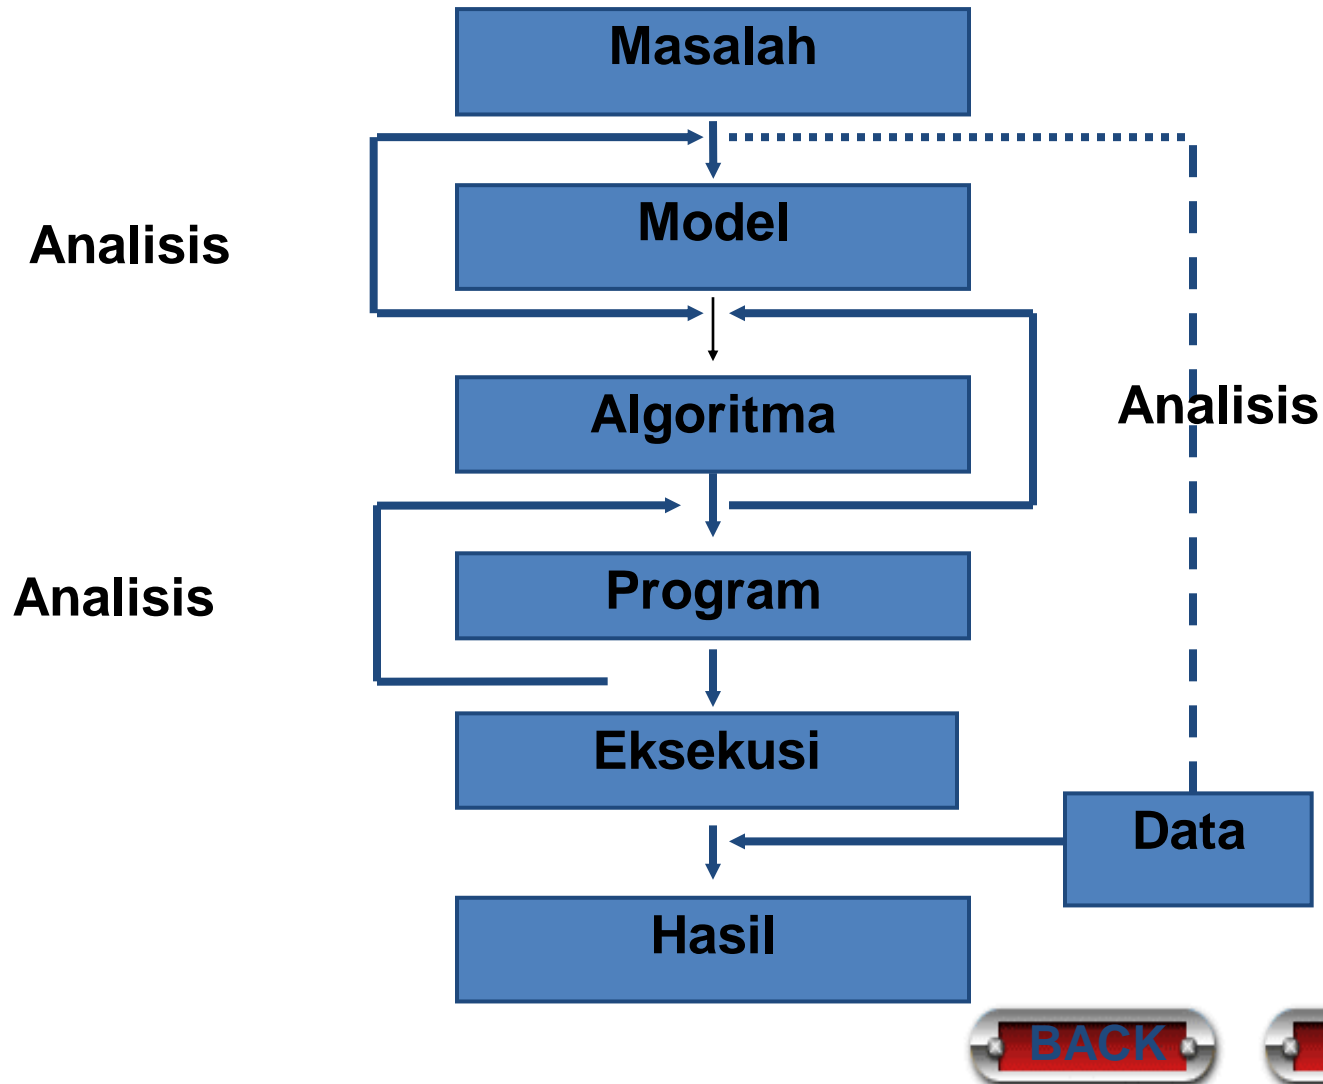 Masalah
Model
Analisis
Algoritma
Analisis
Program
Analisis
Eksekusi
Data
Hasil
BACK